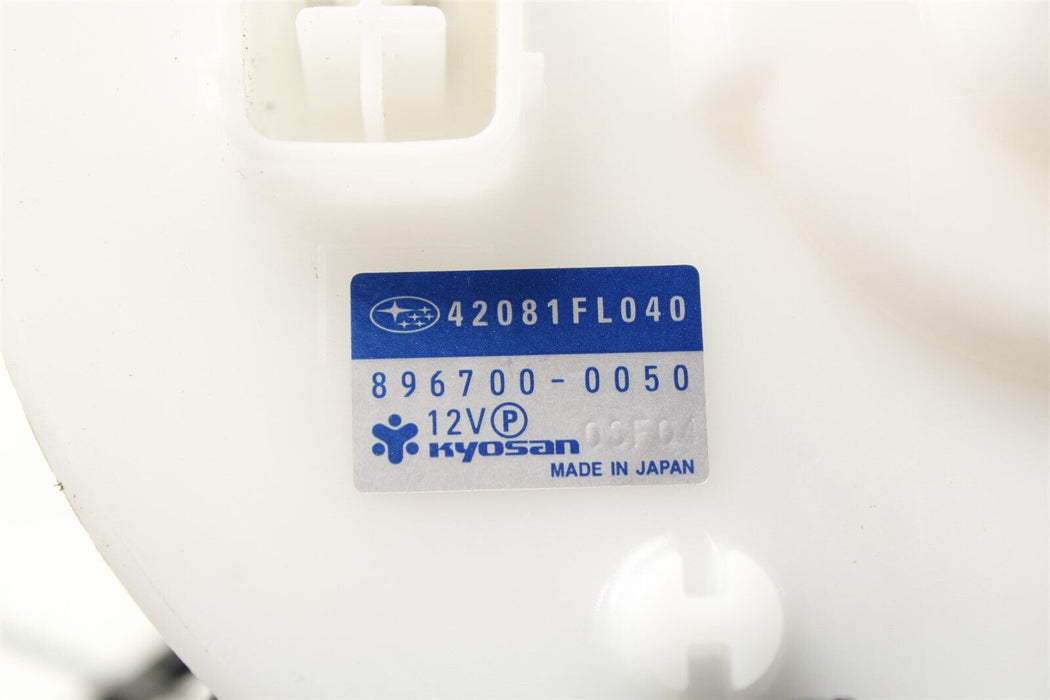 42081FL040
896700-0050
12V P
Kyosan
MADE IN JAPAN